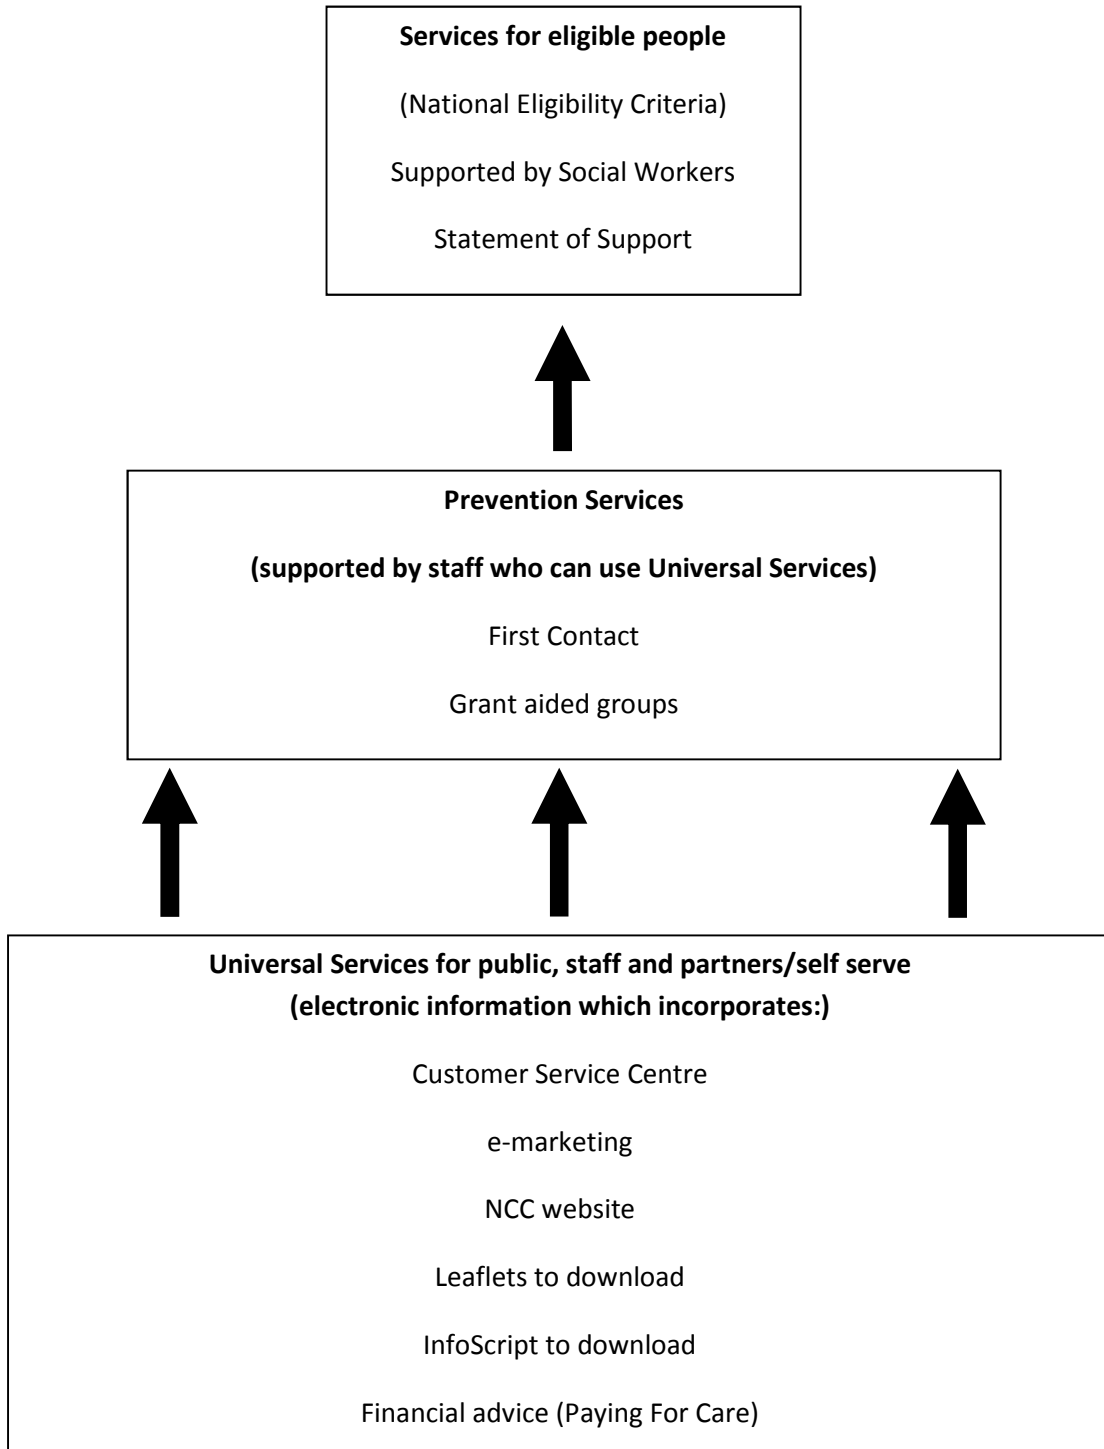 Services for eligible people
(National Eligibility Criteria)
Supported by Social Workers
Statement of Support
Prevention Services
(supported by staff who can use Universal Services)
First Contact
Grant aided groups
Universal Services for public, staff and partners/self serve
(electronic information which incorporates:)
Customer Service Centre
e-marketing
NCC website
Leaflets to download
InfoScript to download
Financial advice (Paying For Care)